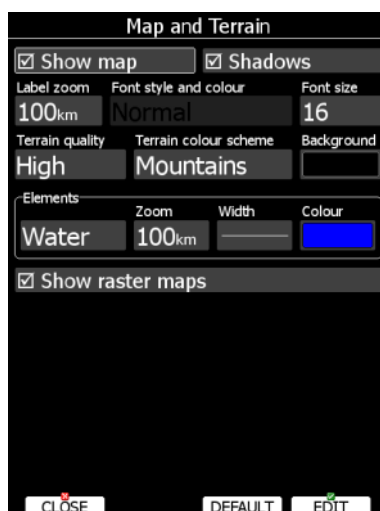 Map and Terrain
Show map Shadows
Label zoom Font style and colour Font size
100km Normal 16
Terrain quality Terrain colour scheme Background
High Mountains
Elements
Zoom Width Colour
Water 100km
Show raster maps
CLOSE DEFAULT EDIT